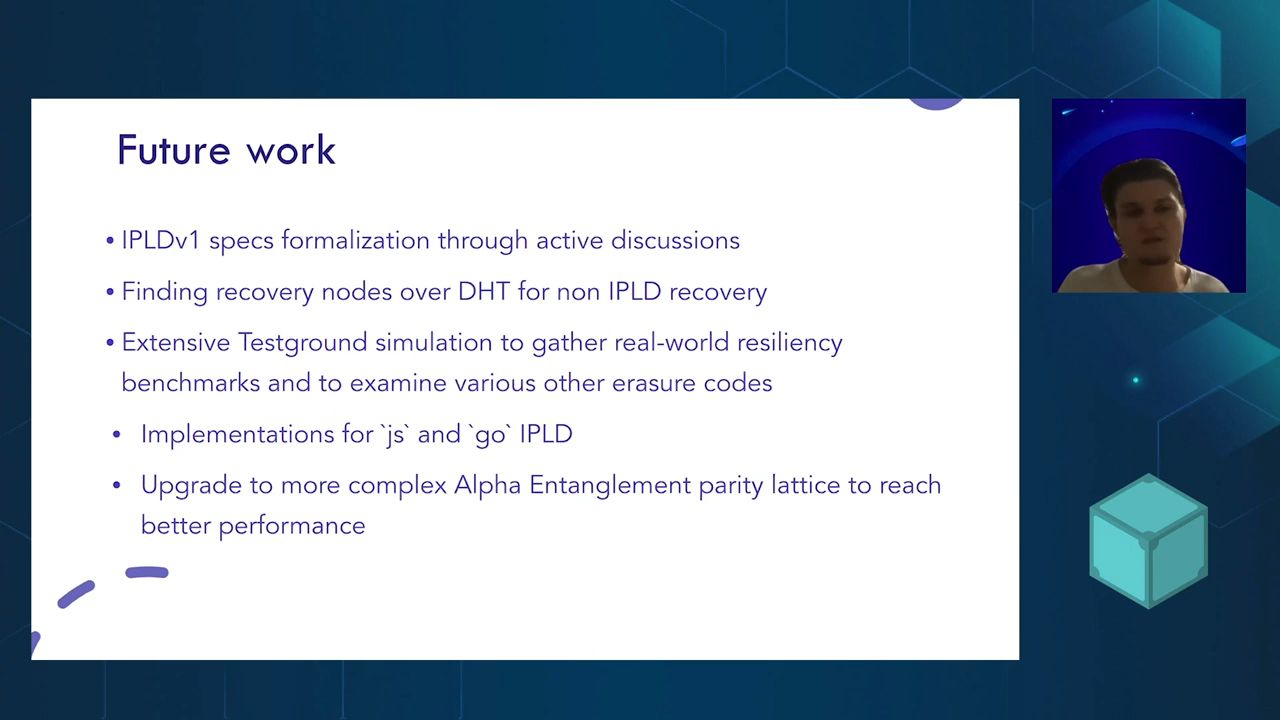 Future work
• IPLDv1 specs formalization through active discussions
• Finding recovery nodes over DHT for non IPLD recovery
• Extensive Testground simulation to gather real-world resiliency
benchmarks and to examine various other erasure codes
• Implementations for `js` and `go` IPLD
• Upgrade to more complex Alpha Entanglement parity lattice to reach
better performance